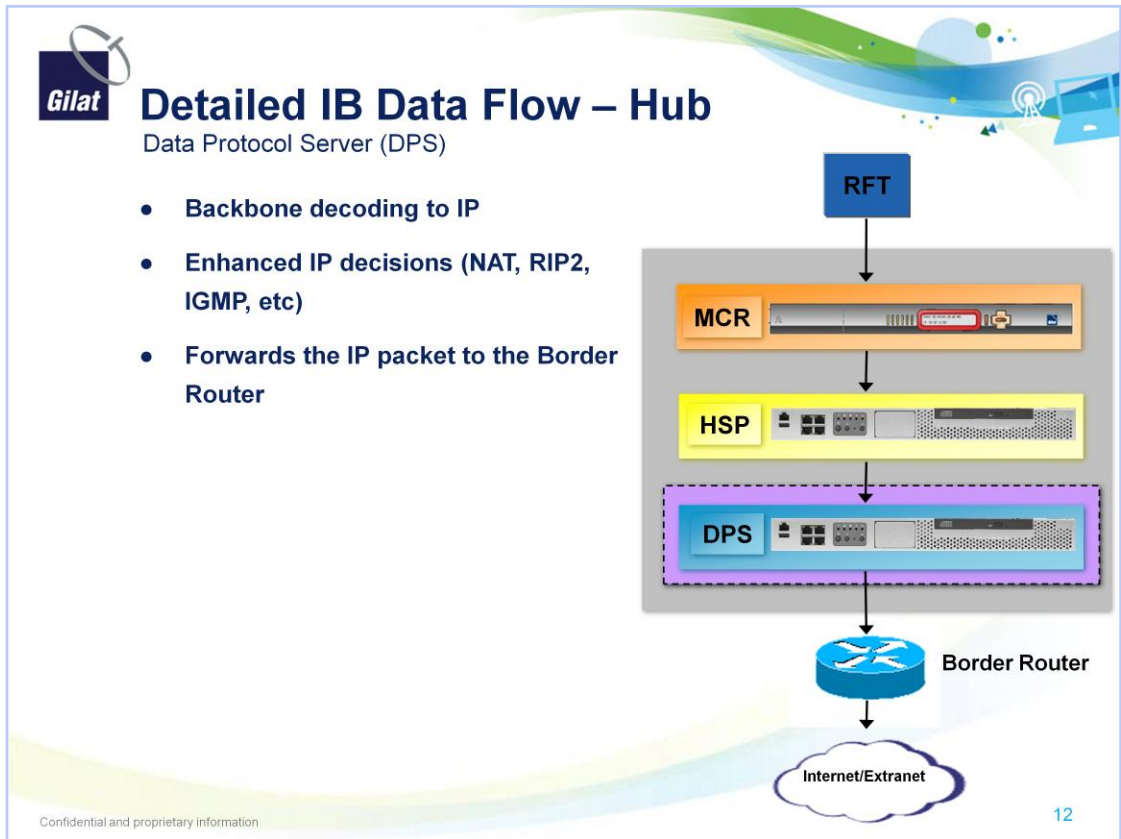 Gilat
Detailed IB Data Flow – Hub
Data Protocol Server (DPS)
● Backbone decoding to IP
● Enhanced IP decisions (NAT, RIP2,
IGMP, etc)
● Forwards the IP packet to the Border
Router
RFT
MCR
HSP
DPS
Border Router
Internet/Extranet
Confidential and proprietary information
12